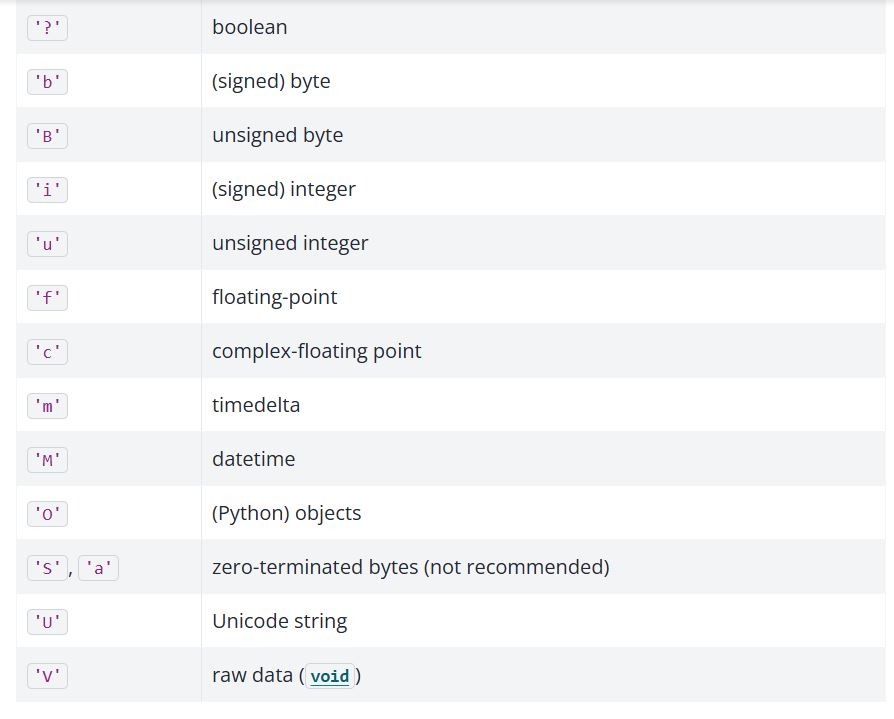 '?' boolean
'b' (signed) byte
'B' unsigned byte
'i' (signed) integer
'u' unsigned integer
'f' floating-point
'c' complex-floating point
'm' timedelta
'M' datetime
'O' (Python) objects
'S', 'a' zero-terminated bytes (not recommended)
'U' Unicode string
'V' raw data (void)